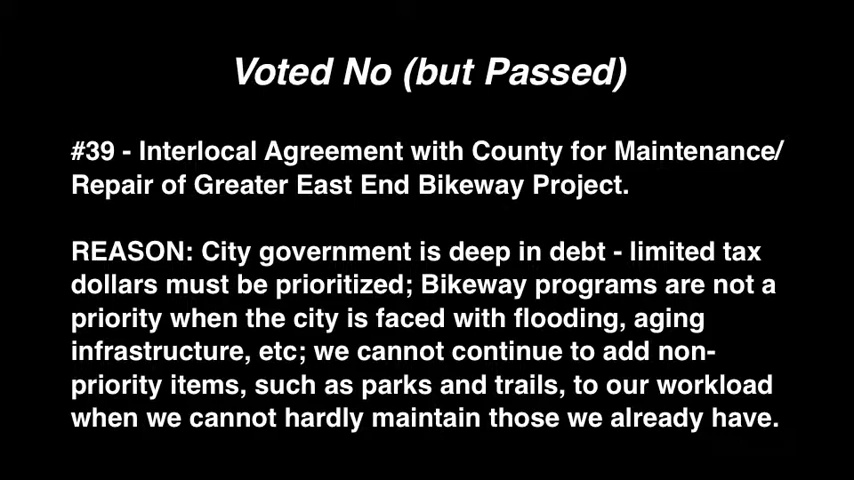 Voted No (but Passed)
#39 - Interlocal Agreement with County for Maintenance/
Repair of Greater East End Bikeway Project.
REASON: City government is deep in debt - limited tax
dollars must be prioritized; Bikeway programs are not a
priority when the city is faced with flooding, aging
infrastructure, etc; we cannot continue to add non-
priority items, such as parks and trails, to our workload
when we cannot hardly maintain those we already have.